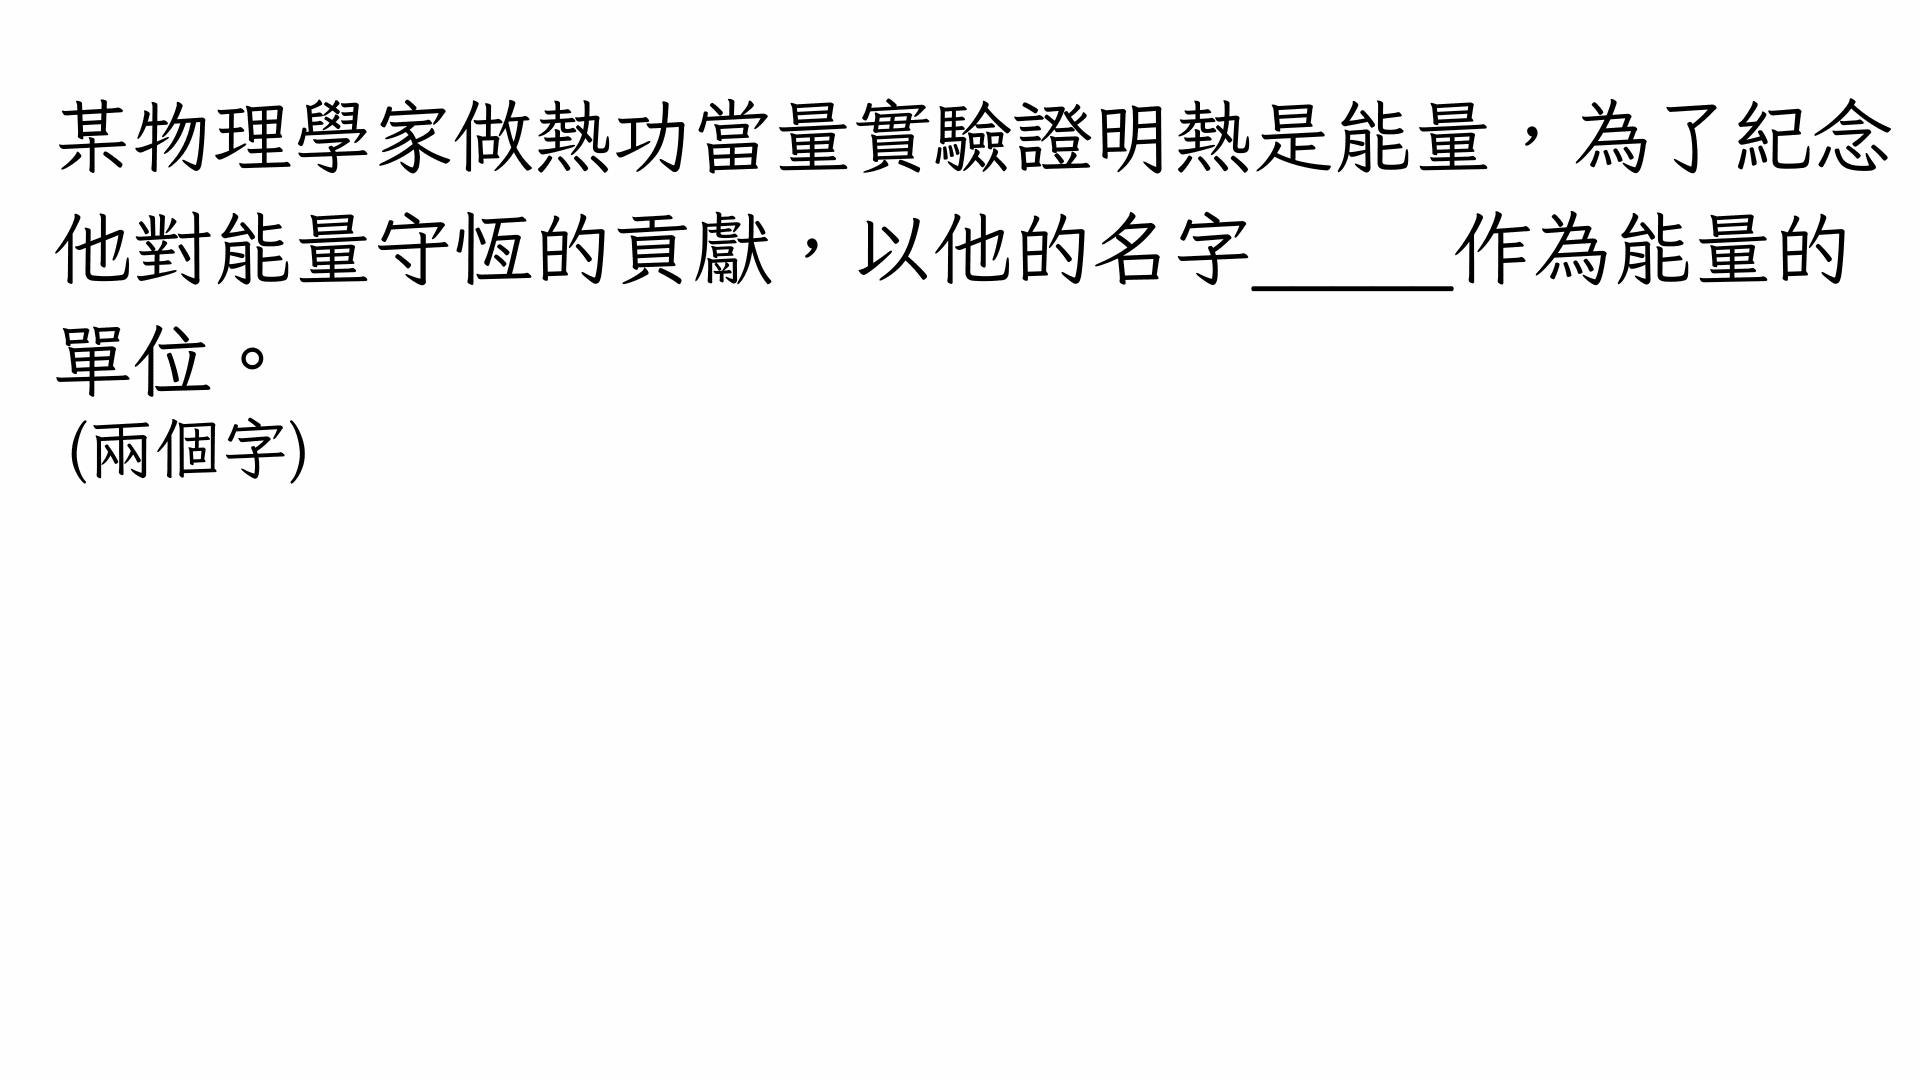 某物理學家做熱功當量實驗證明熱是能量，為了紀念
他對能量守恆的貢獻，以他的名字_____作為能量的
單位。
(兩個字)